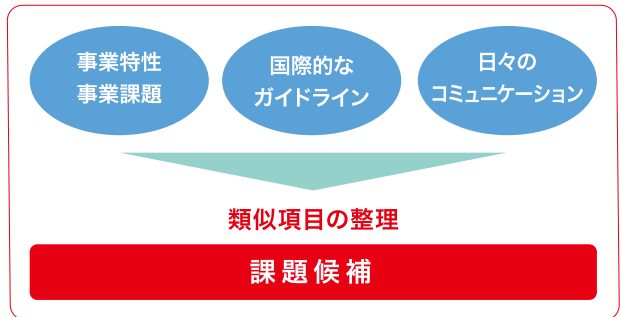 事業特性
事業課題
国際的な
ガイドライン
日々の
コミュニケーション
類似項目の整理
課題候補